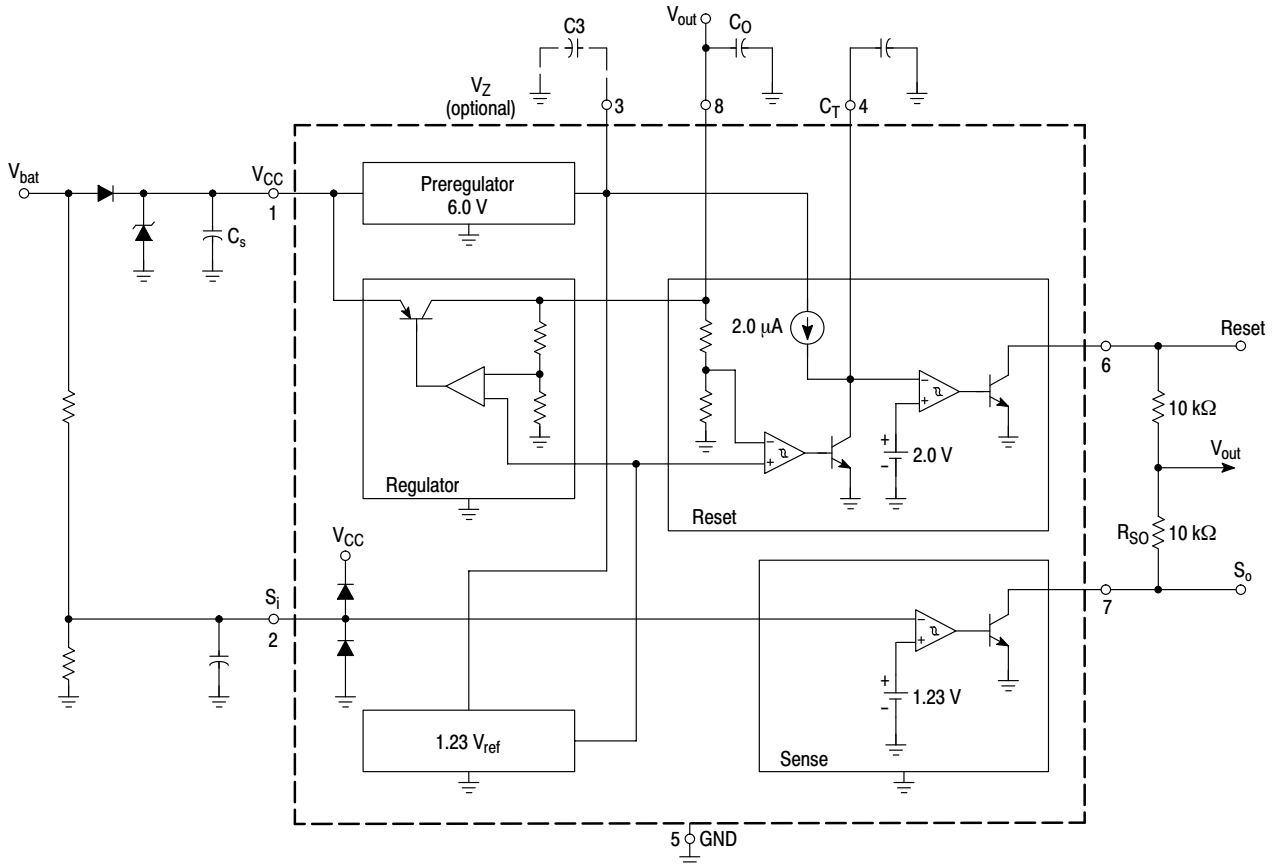 V_out
C3
C_O
V_Z
(optional)
3
8
C_T
4
V_bat
V_CC
1
C_s
Preregulator
6.0 V
2.0 µA
Reset
6
10 kΩ
2.0 V
V_out
Regulator
Reset
R_SO
10 kΩ
V_CC
S_i
2
S_o
7
1.23 V
1.23 V_ref
Sense
5
GND
+
-
+
-
-
+
-
+
-
+